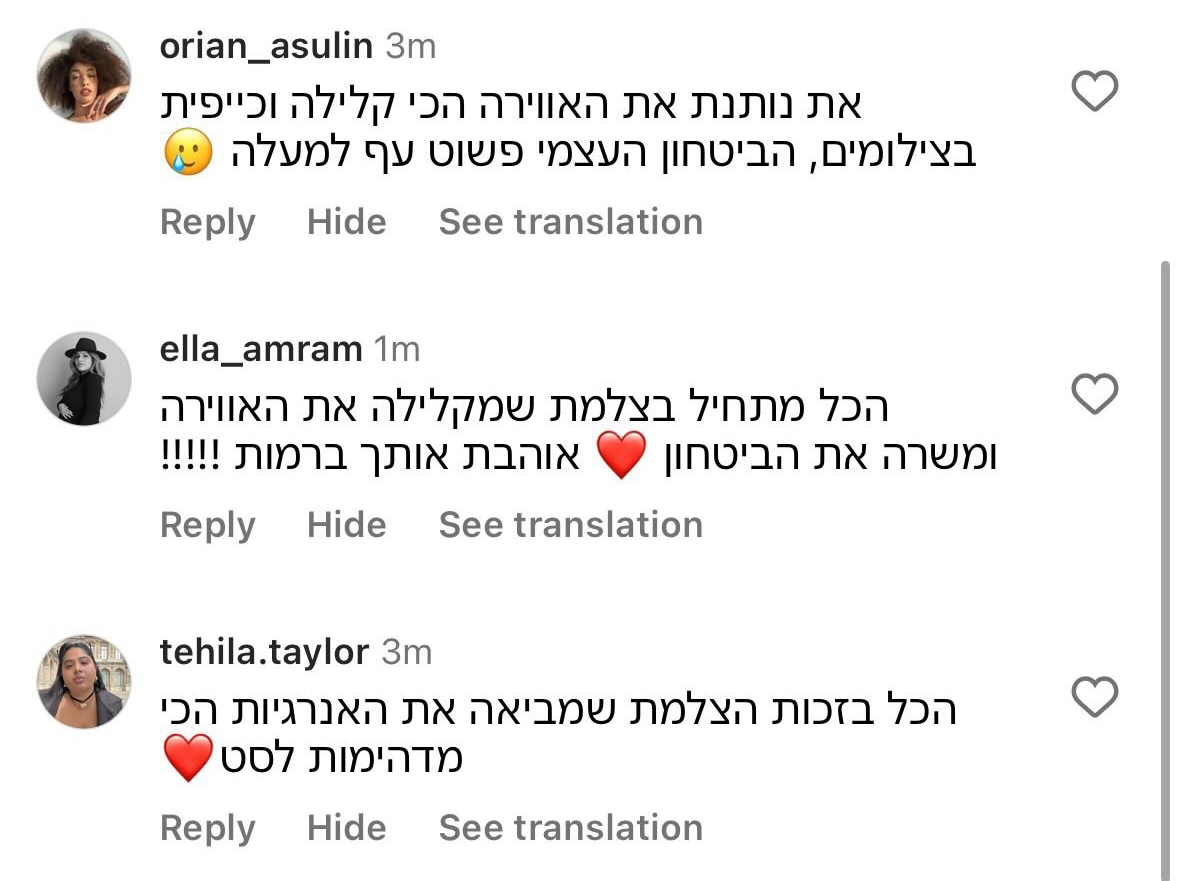 orian_asulin 3m
את נותנת את האווירה הכי קלילה וכייפית
בצילומים, הביטחון העצמי פשוט עף למעלה 🥲
Reply Hide See translation
ella_amram 1m
הכל מתחיל בצלמת שמקלילה את האווירה
ומשרה את הביטחון ❤️ אוהבת אותך ברמות !!!!!
Reply Hide See translation
tehila.taylor 3m
הכל בזכות הצלמת שמביאה את האנרגיות הכי
מדהימות לסט❤️
Reply Hide See translation